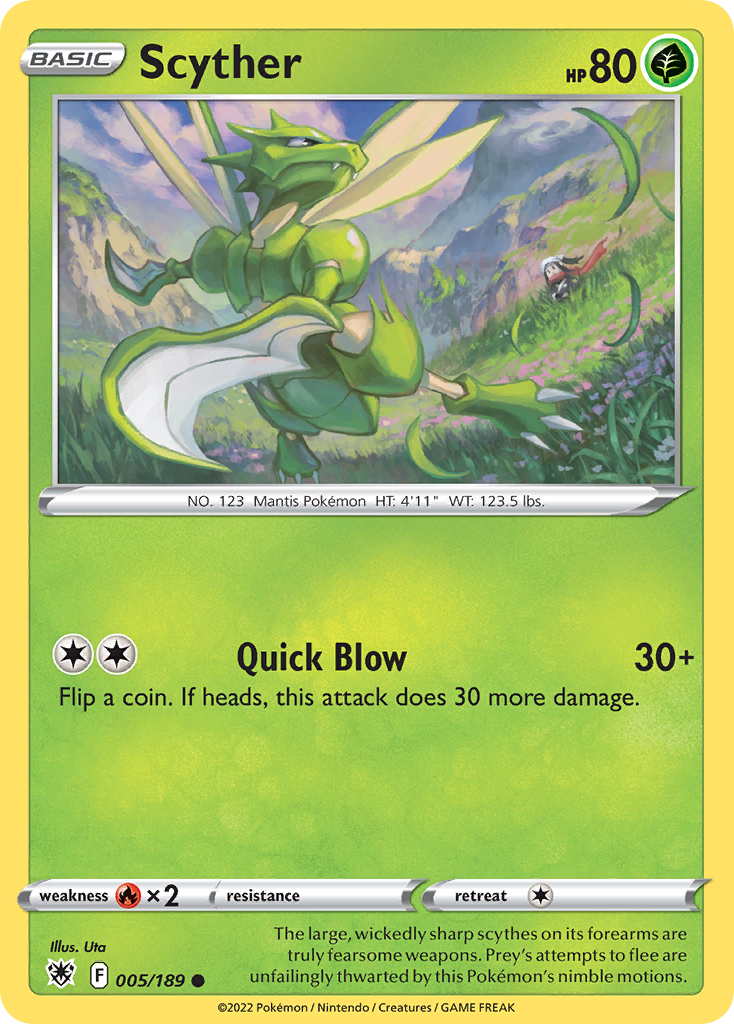 BASIC Scyther HP 80
NO. 123 Mantis Pokémon HT: 4'11" WT: 123.5 lbs.
Quick Blow 30+
Flip a coin. If heads, this attack does 30 more damage.
weakness ×2 resistance retreat
Illus. Uta
The large, wickedly sharp scythes on its forearms are
truly fearsome weapons. Prey's attempts to flee are
unfailingly thwarted by this Pokémon's nimble motions.
F 005/189
©2022 Pokémon / Nintendo / Creatures / GAME FREAK